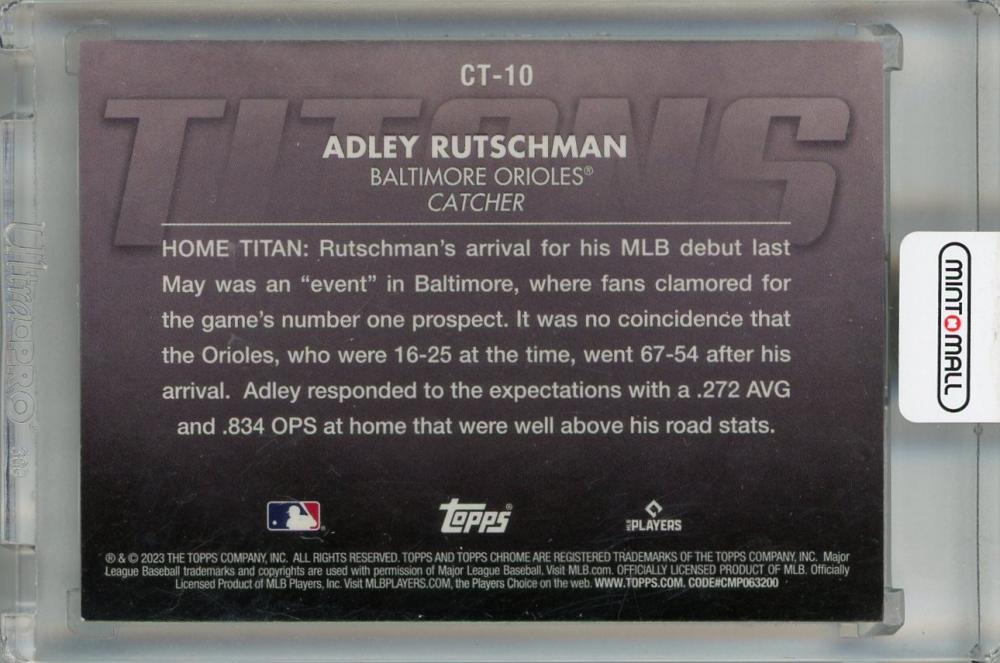 CT-10
TITANS
ADLEY RUTSCHMAN
BALTIMORE ORIOLES®
CATCHER
HOME TITAN: Rutschman's arrival for his MLB debut last
May was an “event” in Baltimore, where fans clamored for
the game's number one prospect. It was no coincidence that
the Orioles, who were 16-25 at the time, went 67-54 after his
arrival. Adley responded to the expectations with a .272 AVG
and .834 OPS at home that were well above his road stats.
Topps®
MLB PLAYERS
® & © 2023 THE TOPPS COMPANY, INC. ALL RIGHTS RESERVED. TOPPS AND TOPPS CHROME ARE REGISTERED TRADEMARKS OF THE TOPPS COMPANY, INC. Major
League Baseball trademarks and copyrights are used with permission of Major League Baseball. Visit MLB.com. OFFICIALLY LICENSED PRODUCT OF MLB. Officially
Licensed Product of MLB Players, Inc. Visit MLBPLAYERS.COM, the Players Choice on the web. WWW.TOPPS.COM. CODE#CMP063200
MINT MALL
UltraPRO